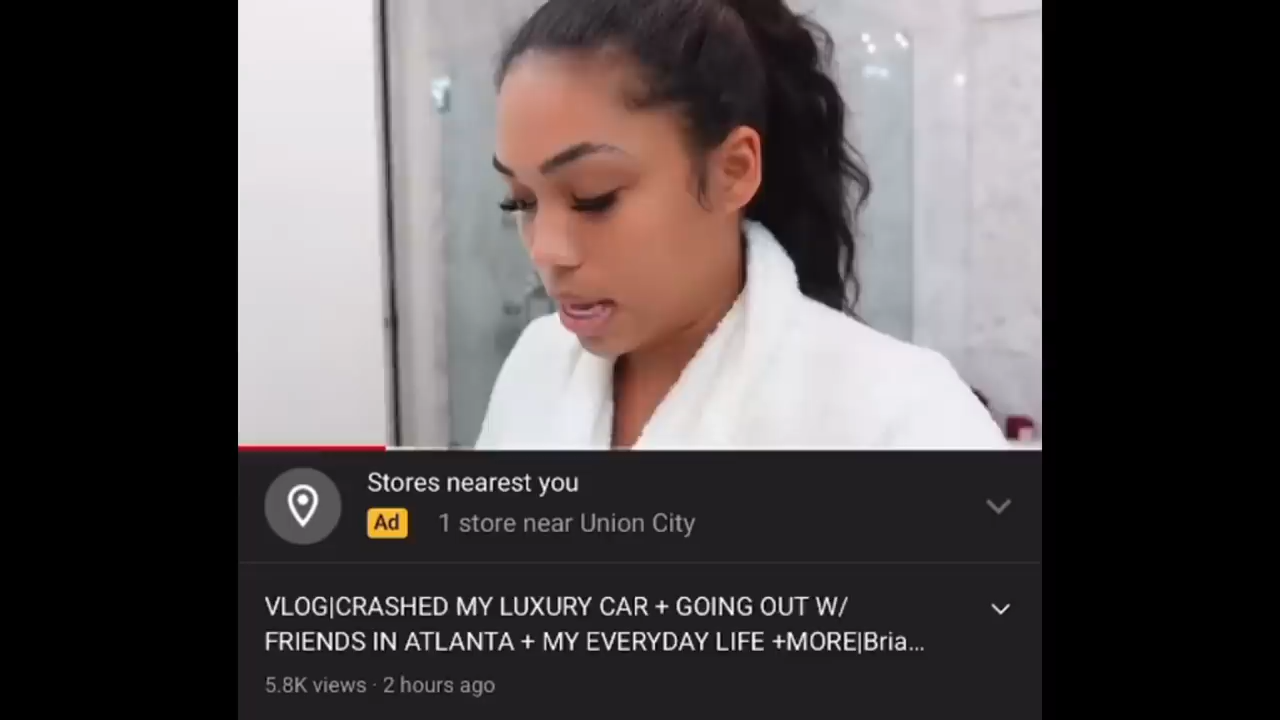 Stores nearest you
Ad 1 store near Union City
VLOG|CRASHED MY LUXURY CAR + GOING OUT W/
FRIENDS IN ATLANTA + MY EVERYDAY LIFE +MORE|Bria...
5.8K views · 2 hours ago